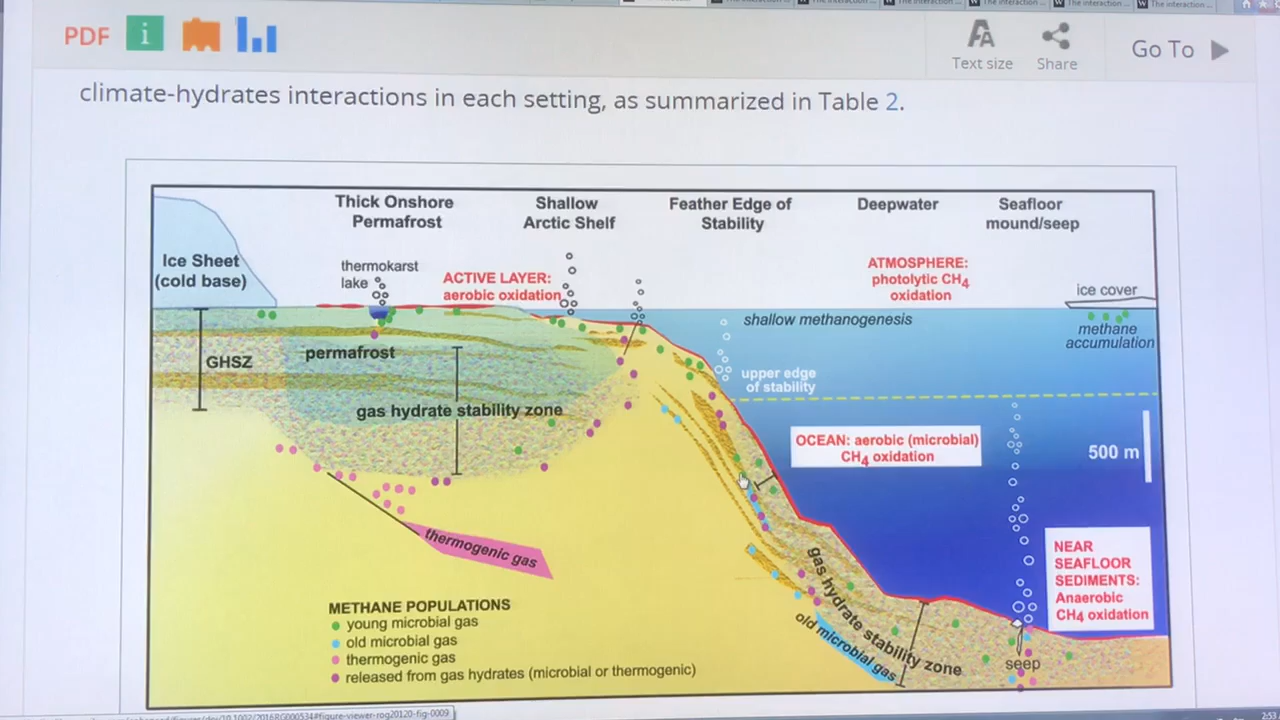 PDF
Text size
Share
Go To
climate-hydrates interactions in each setting, as summarized in Table 2.
Thick Onshore
Permafrost
Shallow
Arctic Shelf
Feather Edge of
Stability
Deepwater
Seafloor
mound/seep
Ice Sheet
(cold base)
thermokarst
lake
ACTIVE LAYER:
aerobic oxidation
ATMOSPHERE:
photolytic CH4
oxidation
ice cover
shallow methanogenesis
methane
accumulation
GHSZ
permafrost
upper edge
of stability
gas hydrate stability zone
OCEAN: aerobic (microbial)
CH4 oxidation
500 m
thermogenic gas
NEAR
SEAFLOOR
SEDIMENTS:
Anaerobic
CH4 oxidation
gas hydrate stability zone
old microbial gas
seep
METHANE POPULATIONS
young microbial gas
old microbial gas
thermogenic gas
released from gas hydrates (microbial or thermogenic)